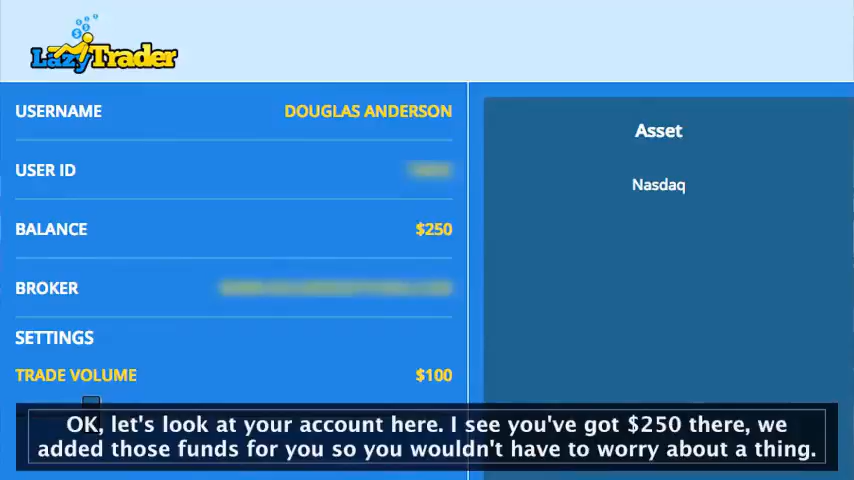 LazyTrader
USERNAME DOUGLAS ANDERSON
USER ID
BALANCE $250
BROKER
SETTINGS
TRADE VOLUME $100
Asset
Nasdaq
OK, let's look at your account here. I see you've got $250 there, we
added those funds for you so you wouldn't have to worry about a thing.